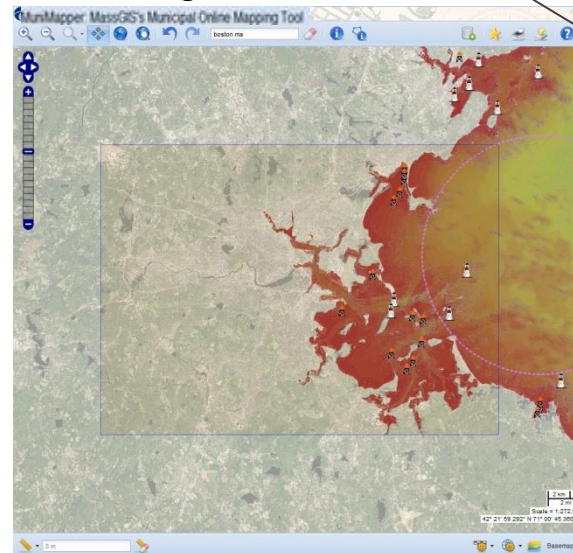 MuniMapper: MassGIS's Municipal Online Mapping Tool
boston ma
2 km
2 mi
Scale = 1:272,
42° 21' 59.292" N 71° 00' 45.360
0 m
Basemap